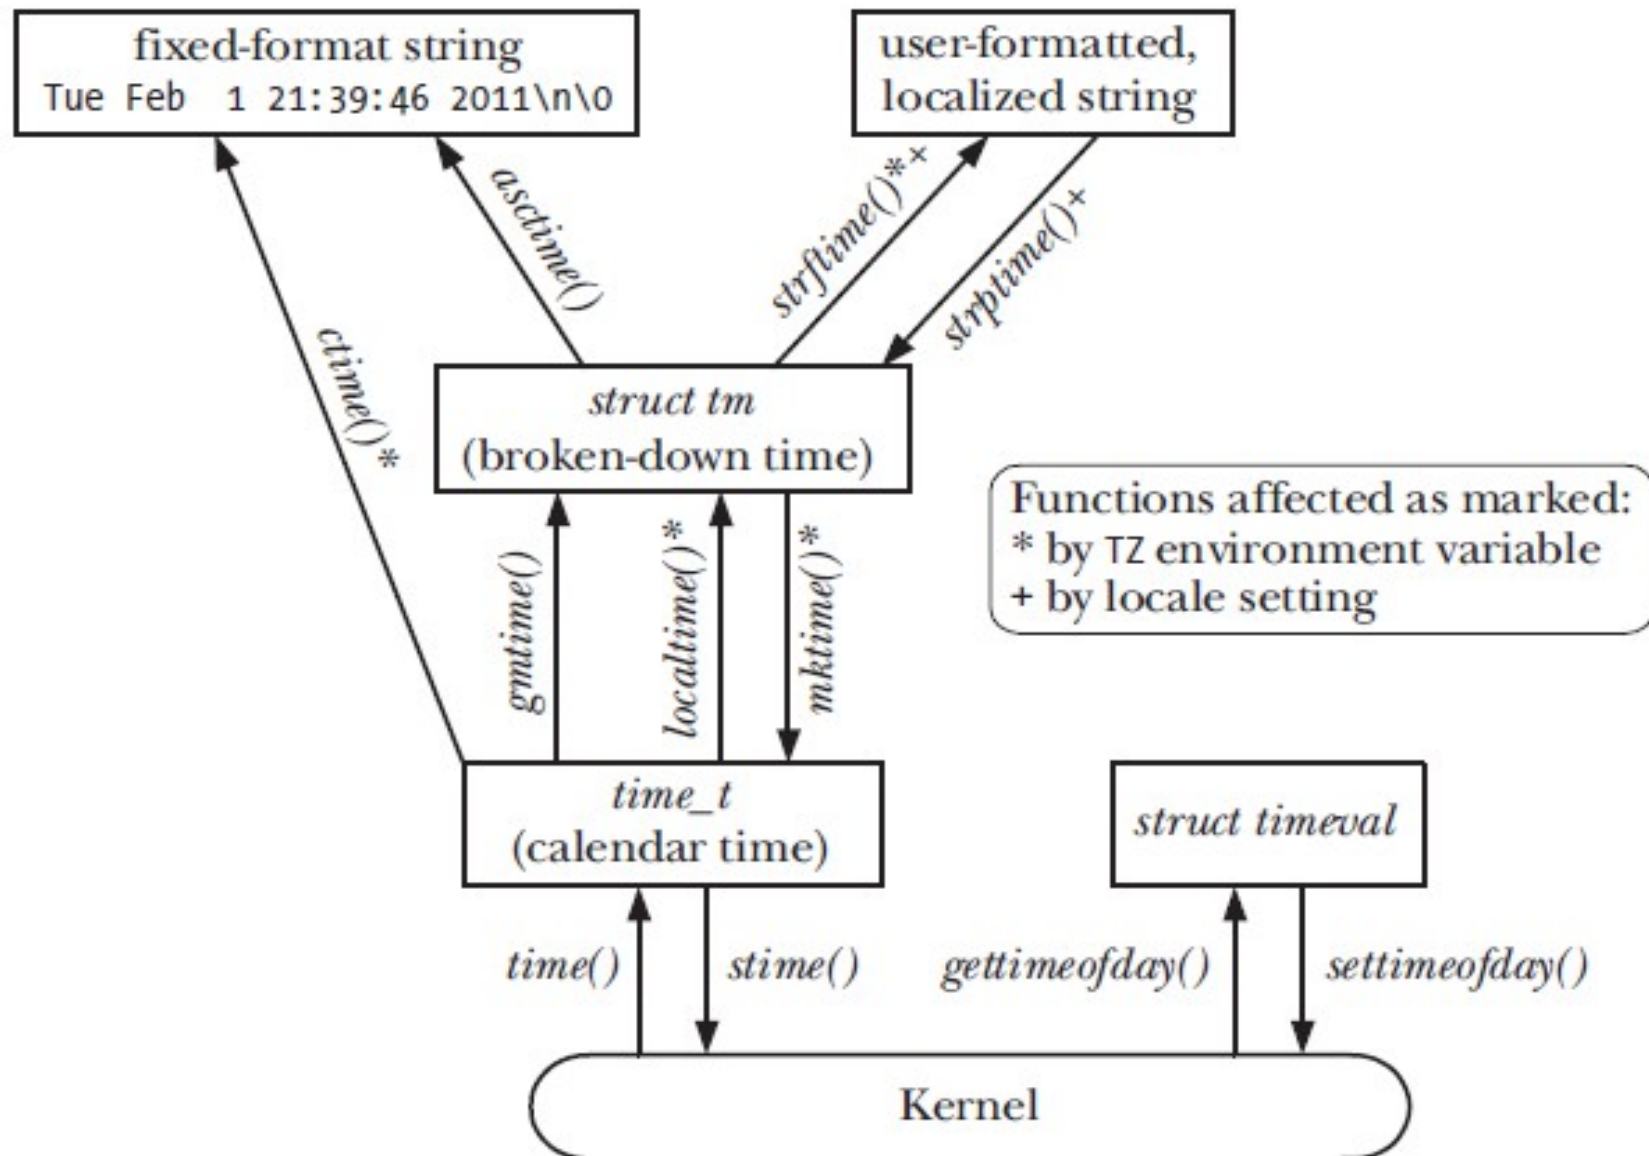 fixed-format string
Tue Feb  1 21:39:46 2011\n\0
user-formatted,
localized string
asctime()
strftime()*+
strptime()+
ctime()*
struct tm
(broken-down time)
Functions affected as marked:
* by TZ environment variable
+ by locale setting
gmtime()
localtime()*
mktime()*
time_t
(calendar time)
struct timeval
time()
stime()
gettimeofday()
settimeofday()
Kernel